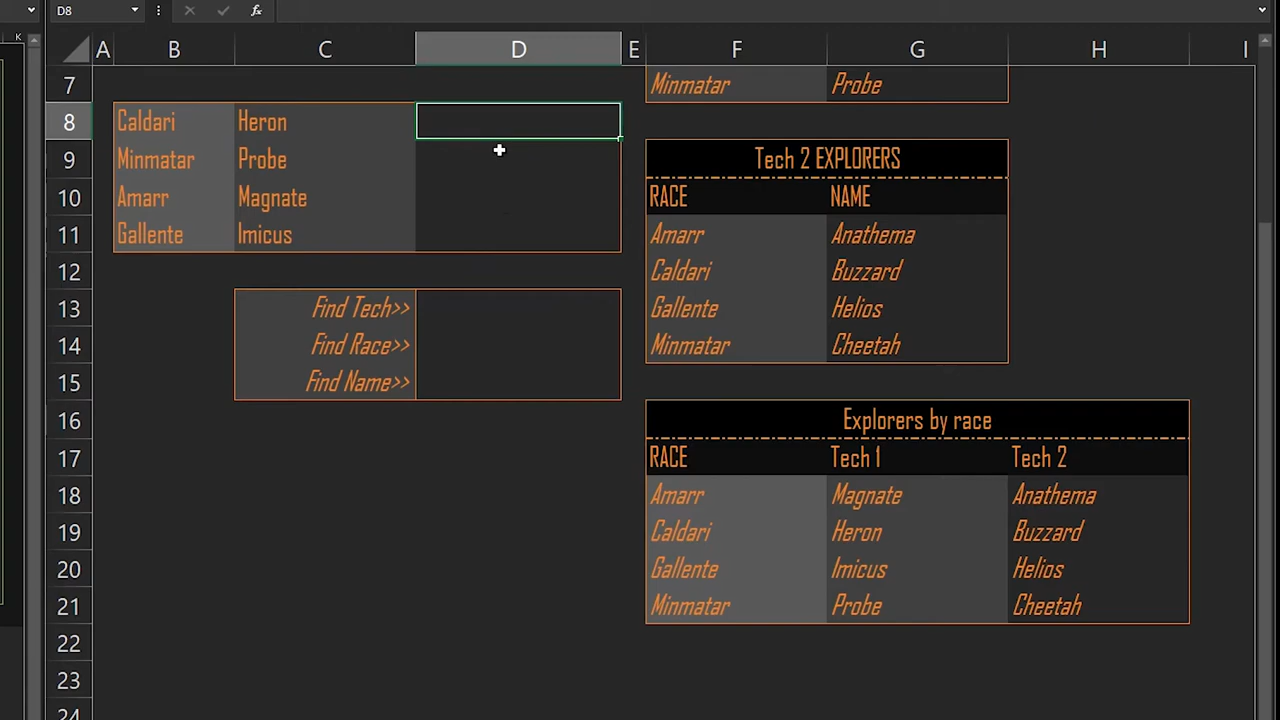 D8 fx
K A B C D E F G H I
7 Minmatar Probe
8 Caldari Heron
9 Minmatar Probe Tech 2 EXPLORERS
10 Amarr Magnate RACE NAME
11 Gallente Imicus Amarr Anathema
12 Caldari Buzzard
13 Find Tech>> Gallente Helios
14 Find Race>> Minmatar Cheetah
15 Find Name>>
16 Explorers by race
17 RACE Tech 1 Tech 2
18 Amarr Magnate Anathema
19 Caldari Heron Buzzard
20 Gallente Imicus Helios
21 Minmatar Probe Cheetah
22
23
24